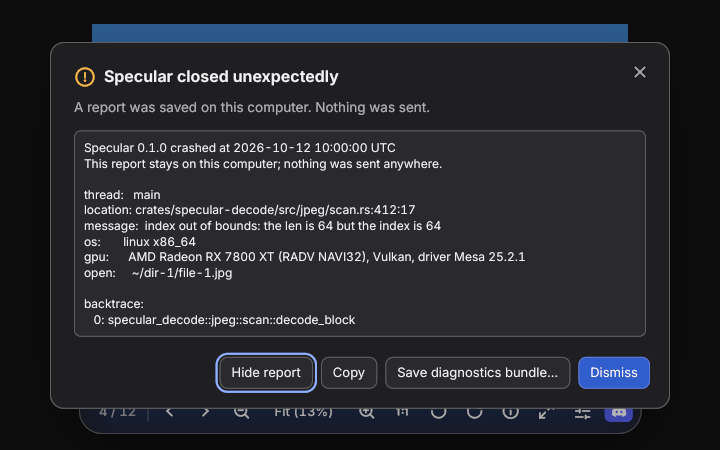 Specular closed unexpectedly
A report was saved on this computer. Nothing was sent.
Specular 0.1.0 crashed at 2026-10-12 10:00:00 UTC
This report stays on this computer; nothing was sent anywhere.
thread: main
location: crates/specular-decode/src/jpeg/scan.rs:412:17
message: index out of bounds: the len is 64 but the index is 64
os: linux x86_64
gpu: AMD Radeon RX 7800 XT (RADV NAVI32), Vulkan, driver Mesa 25.2.1
open: ~/dir-1/file-1.jpg
backtrace:
0: specular_decode::jpeg::scan::decode_block
Hide report Copy Save diagnostics bundle... Dismiss
4 / 12 Fit (13%) 1:1